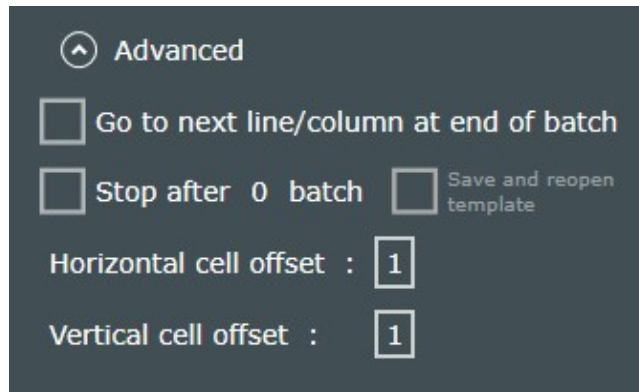 Advanced
Go to next line/column at end of batch
Stop after 0 batch
Save and reopen
template
Horizontal cell offset : 1
Vertical cell offset : 1